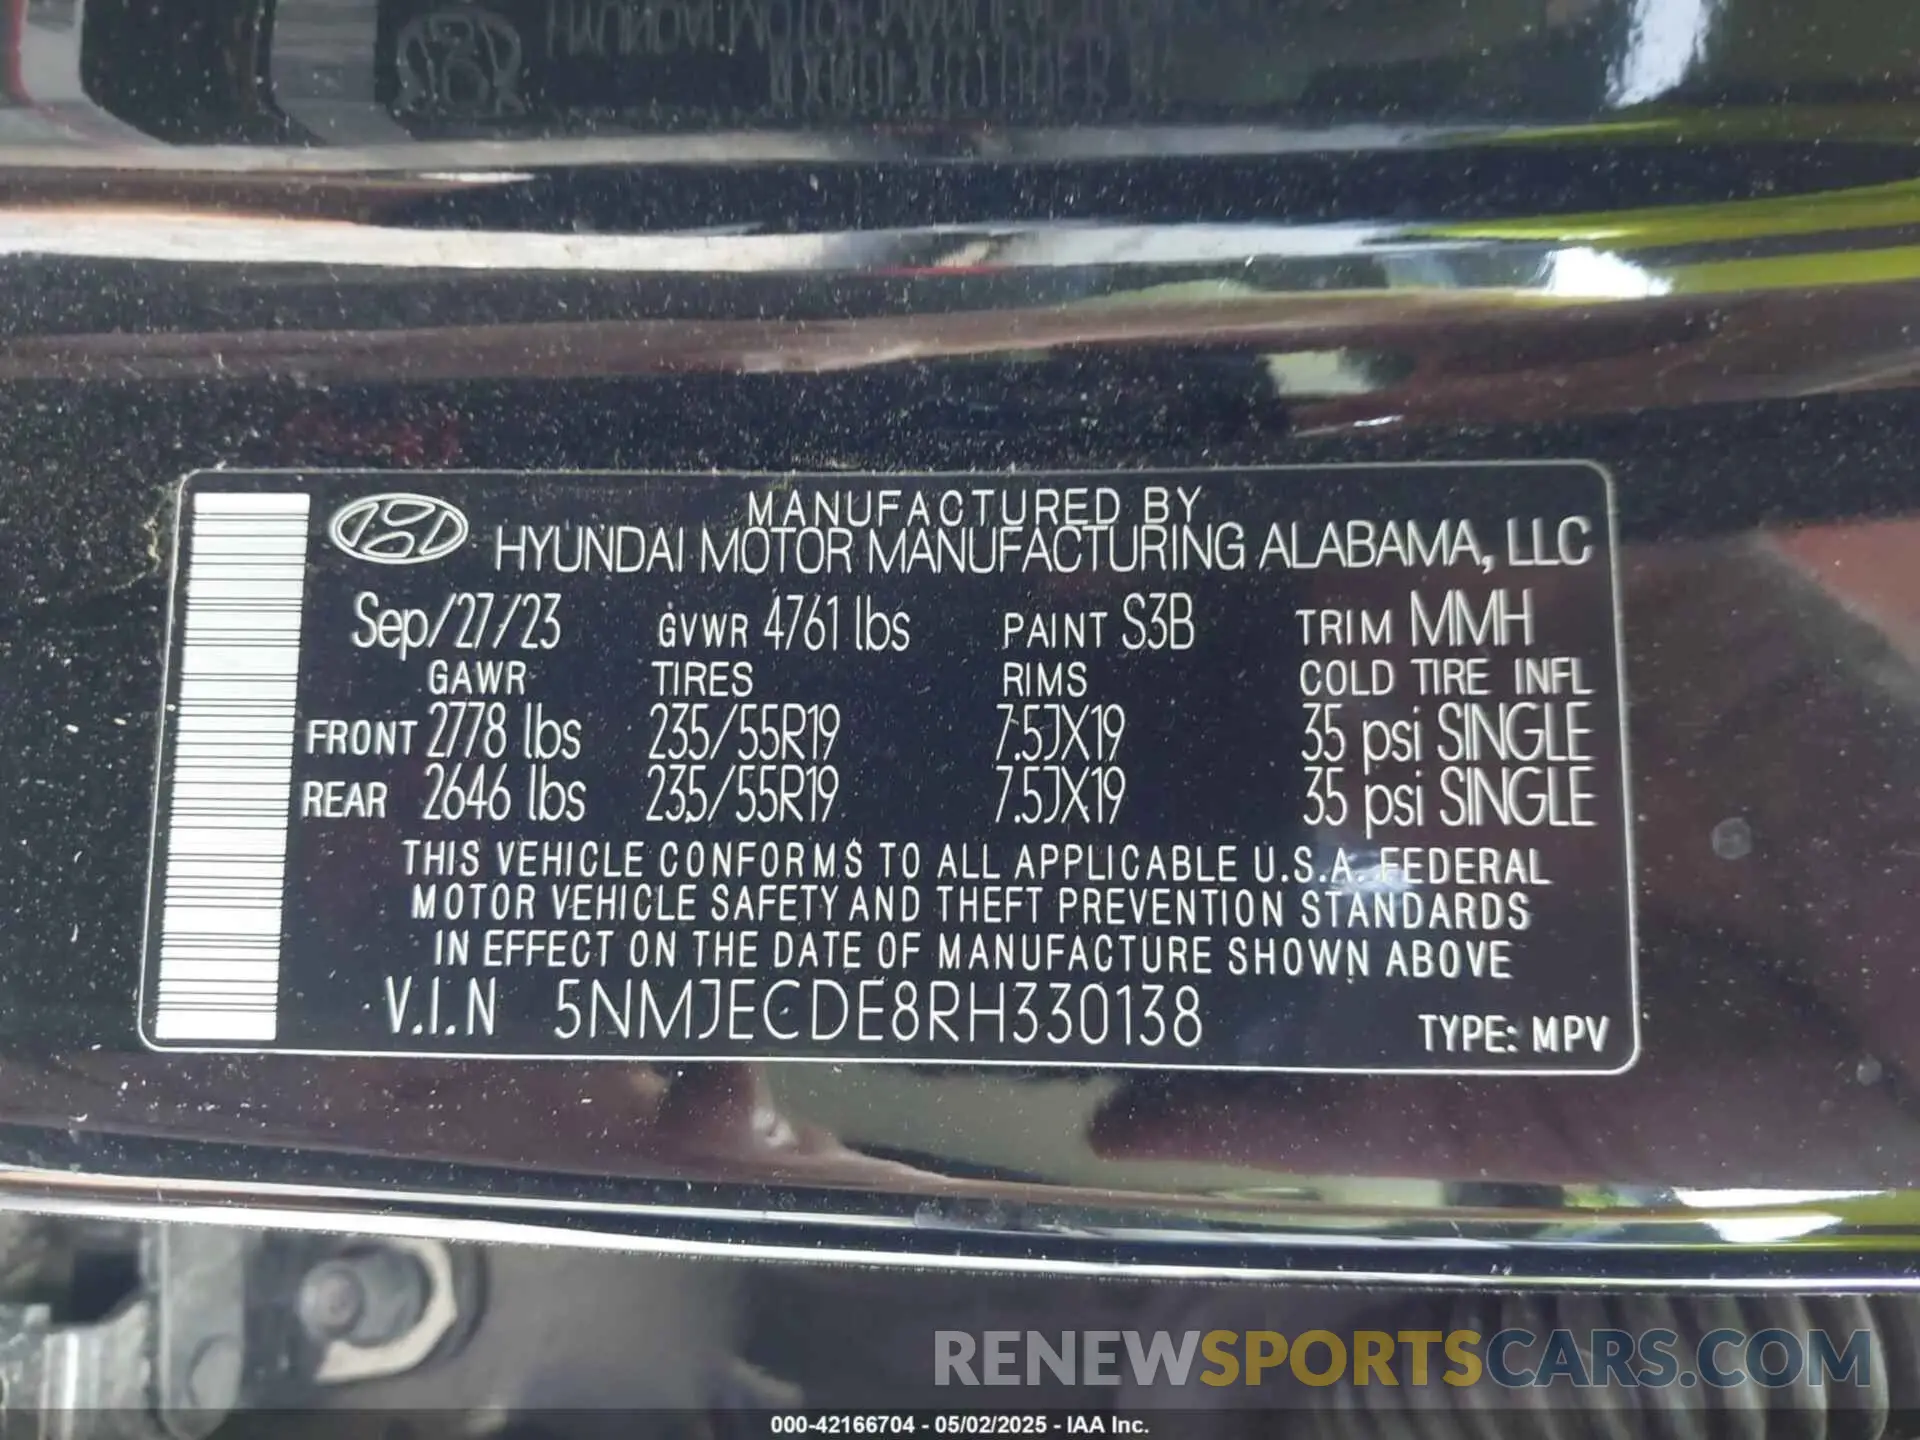 MANUFACTURED BY
HYUNDAI MOTOR MANUFACTURING ALABAMA, LLC
Sep/27/23 GVWR 4761 lbs PAINT S3B TRIM MMH
GAWR TIRES RIMS COLD TIRE INFL
FRONT 2778 lbs 235/55R19 7.5JX19 35 psi SINGLE
REAR 2646 lbs 235/55R19 7.5JX19 35 psi SINGLE
THIS VEHICLE CONFORMS TO ALL APPLICABLE U.S.A. FEDERAL
MOTOR VEHICLE SAFETY AND THEFT PREVENTION STANDARDS
IN EFFECT ON THE DATE OF MANUFACTURE SHOWN ABOVE
V.I.N 5NMJECDE8RH330138 TYPE: MPV
RENEWSPORTSCARS.COM
000-42166704 - 05/02/2025 - IAA Inc.